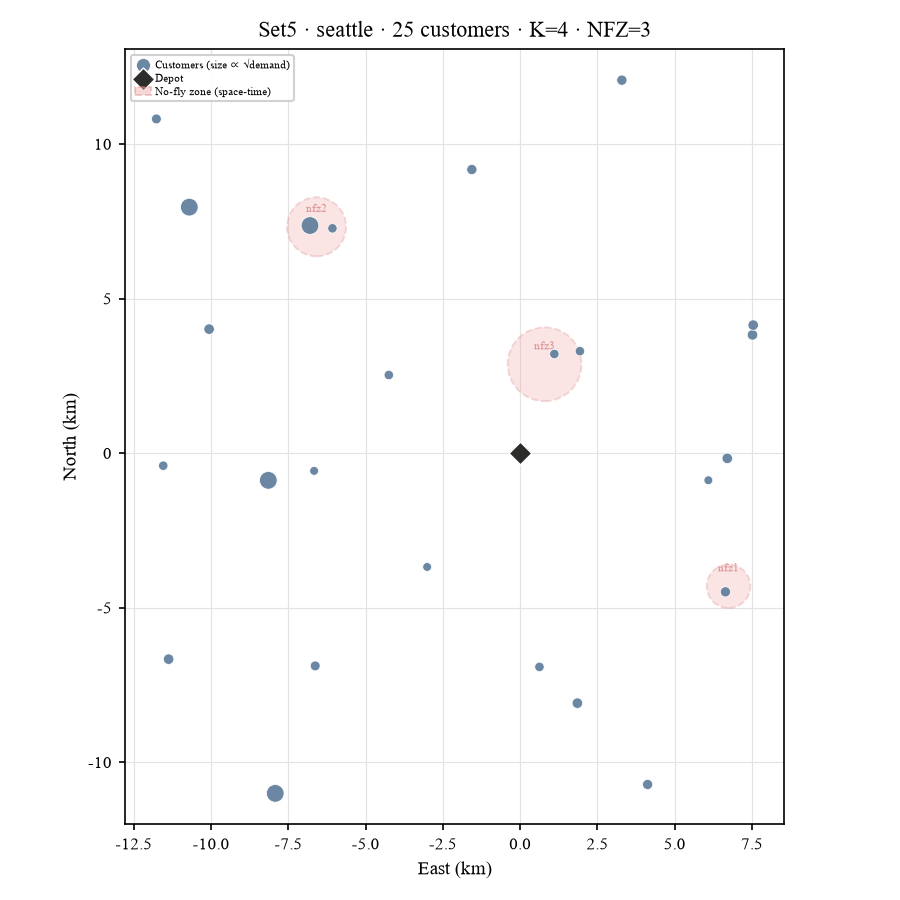 Set5 · seattle · 25 customers · K=4 · NFZ=3
Customers (size ∝ √demand)
Depot
No-fly zone (space-time)
nfz2
nfz3
nfz1
10
5
0
-5
-10
North (km)
-12.5 -10.0 -7.5 -5.0 -2.5 0.0 2.5 5.0 7.5
East (km)